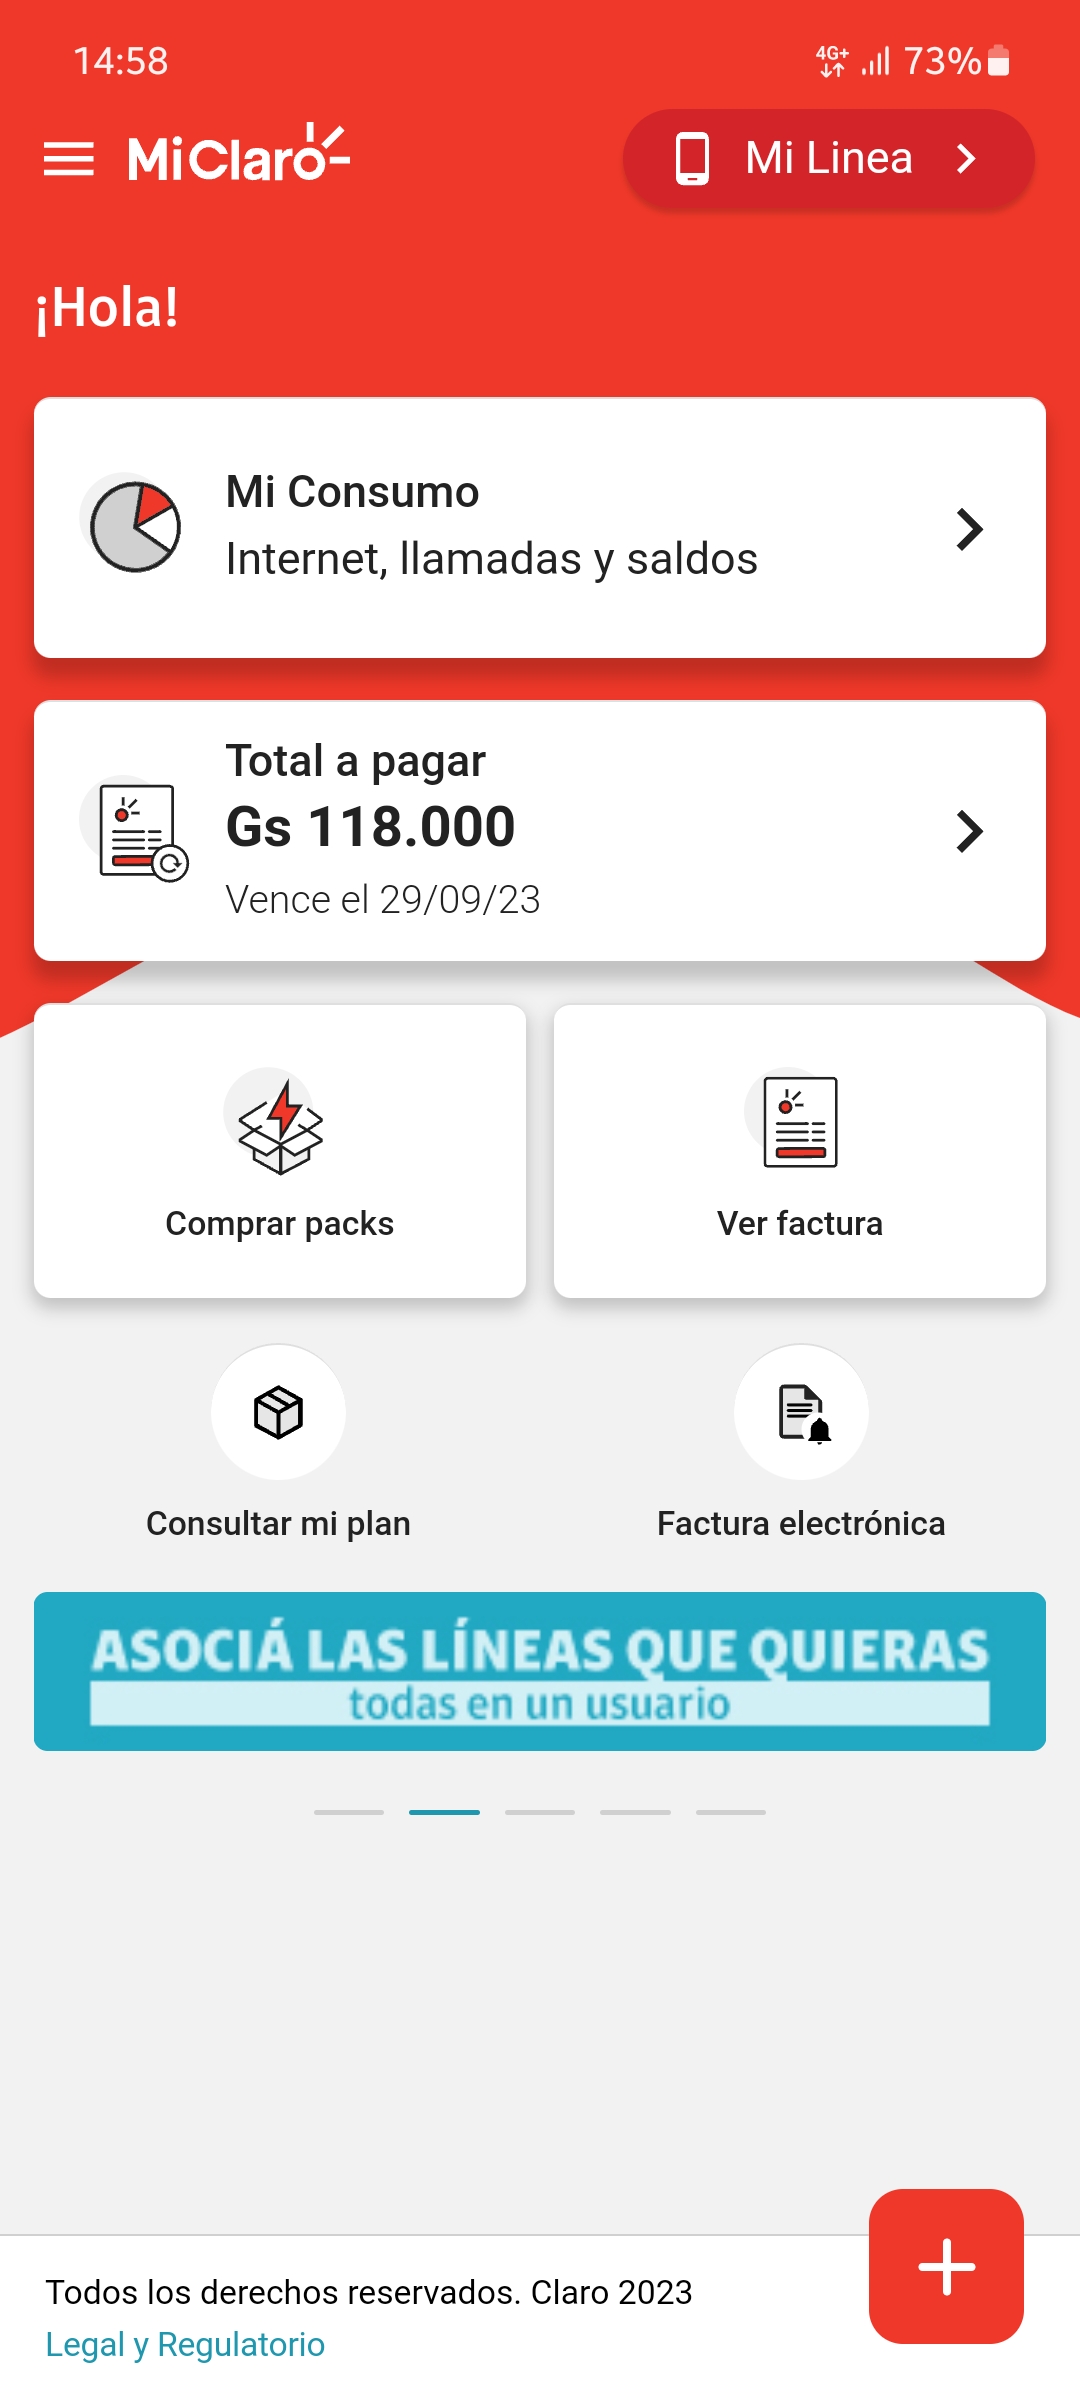 14:58
4G+ 73%
MiClaro
Mi Linea
¡Hola!
Mi Consumo
Internet, llamadas y saldos
Total a pagar
Gs 118.000
Vence el 29/09/23
Comprar packs
Ver factura
Consultar mi plan
Factura electrónica
ASOCIÁ LAS LÍNEAS QUE QUIERAS
todas en un usuario
Todos los derechos reservados. Claro 2023
Legal y Regulatorio